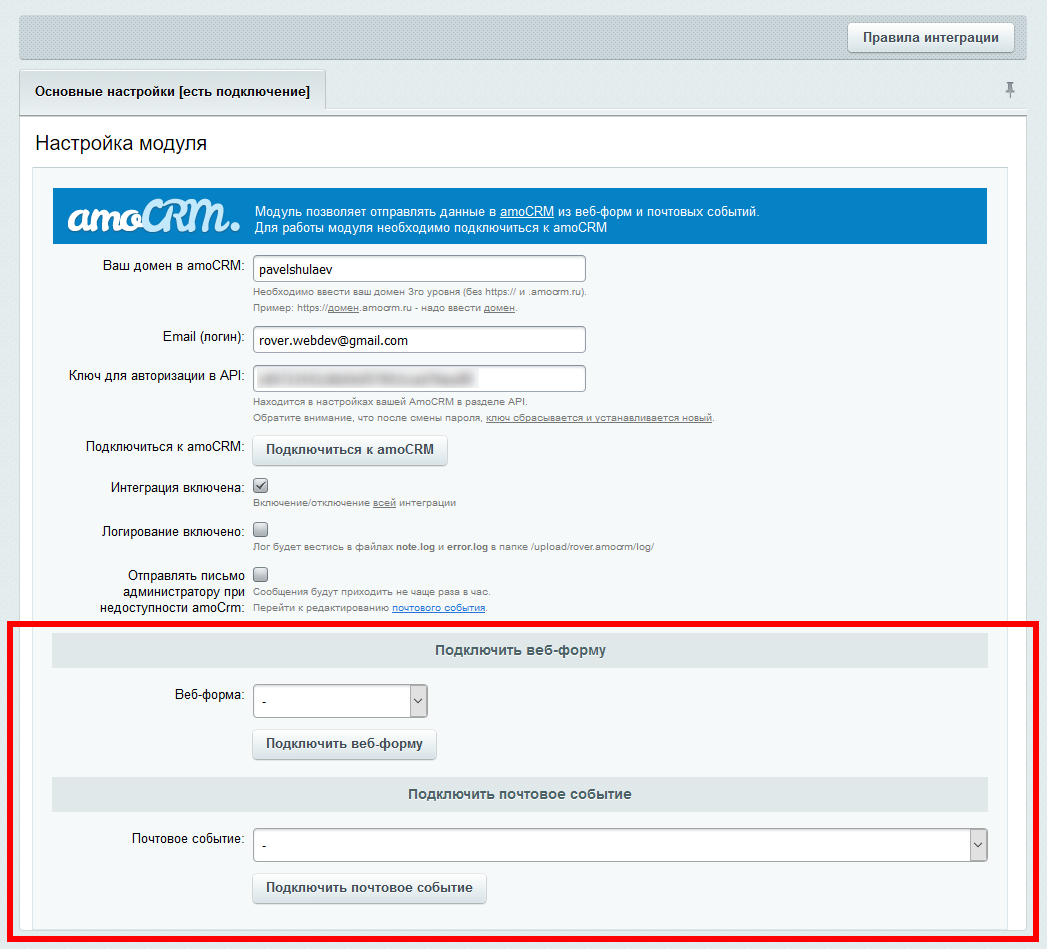 Правила интеграции
Основные настройки [есть подключение]
Настройка модуля
amoCRM.
Модуль позволяет отправлять данные в amoCRM из веб-форм и почтовых событий.
Для работы модуля необходимо подключиться к amoCRM
Ваш домен в amoCRM: pavelshulaev
Необходимо ввести ваш домен 3го уровня (без https:// и .amocrm.ru).
Пример: https://домен.amocrm.ru - надо ввести домен.
Email (логин): rover.webdev@gmail.com
Ключ для авторизации в API:
Находится в настройках вашей AmoCRM в разделе API.
Обратите внимание, что после смены пароля, ключ сбрасывается и устанавливается новый.
Подключиться к amoCRM: Подключиться к amoCRM
Интеграция включена:
Включение/отключение всей интеграции
Логирование включено:
Лог будет вестись в файлах note.log и error.log в папке /upload/rover.amocrm/log/
Отправлять письмо
администратору при Сообщения будут приходить не чаще раза в час.
недоступности amoCrm: Перейти к редактированию почтового события.
Подключить веб-форму
Веб-форма: -
Подключить веб-форму
Подключить почтовое событие
Почтовое событие: -
Подключить почтовое событие